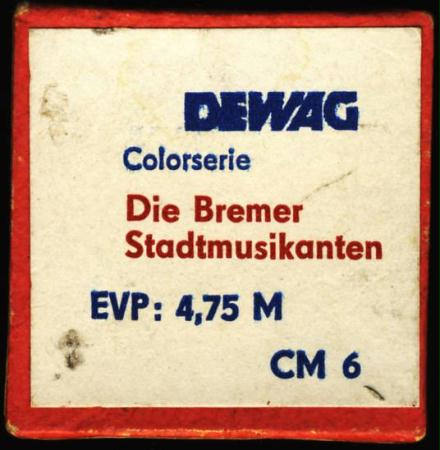 DEWAG
Colorserie
Die Bremer
Stadtmusikanten
EVP: 4,75 M
CM 6